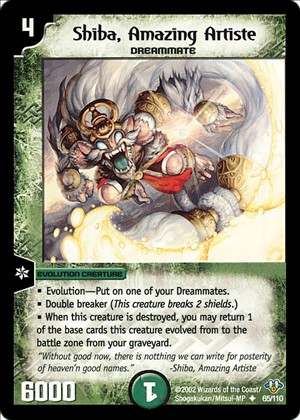 4
Shiba, Amazing Artiste
DREAMMATE
EVOLUTION CREATURE
• Evolution—Put on one of your Dreammates.
• Double breaker (This creature breaks 2 shields.)
• When this creature is destroyed, you may return 1
of the base cards this creature evolved from to the
battle zone from your graveyard.
"Without good now, there is notthing we can write for posterity
of heaven's good names."
-Shiba, Amazing Artiste
6000
1
©2002 Wizards of the Coast/
Shogakukan/Mitsui-MP ♦ 65/110